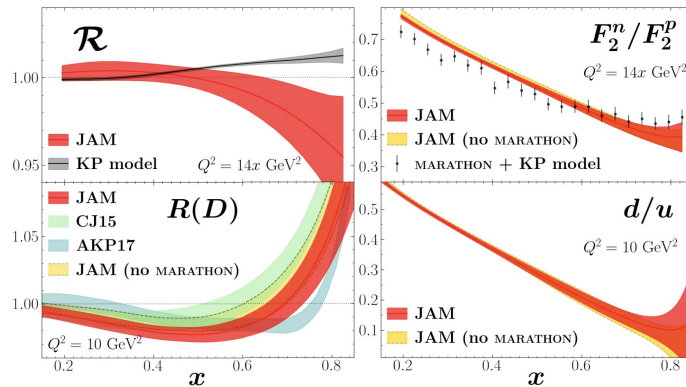 R
1.00
0.95
JAM
KP model
Q² = 14x GeV²
F₂ⁿ/F₂ᵖ
Q² = 14x GeV²
0.7
0.6
0.5
0.4
0.3
JAM
JAM (no MARATHON)
MARATHON + KP model
JAM
CJ15
AKP17
JAM (no MARATHON)
R(D)
1.05
1.00
Q² = 10 GeV²
0.2 0.4 0.6 0.8
x
d/u
Q² = 10 GeV²
0.5
0.4
0.3
0.2
0.1
JAM
JAM (no MARATHON)
0.2 0.4 0.6 0.8
x